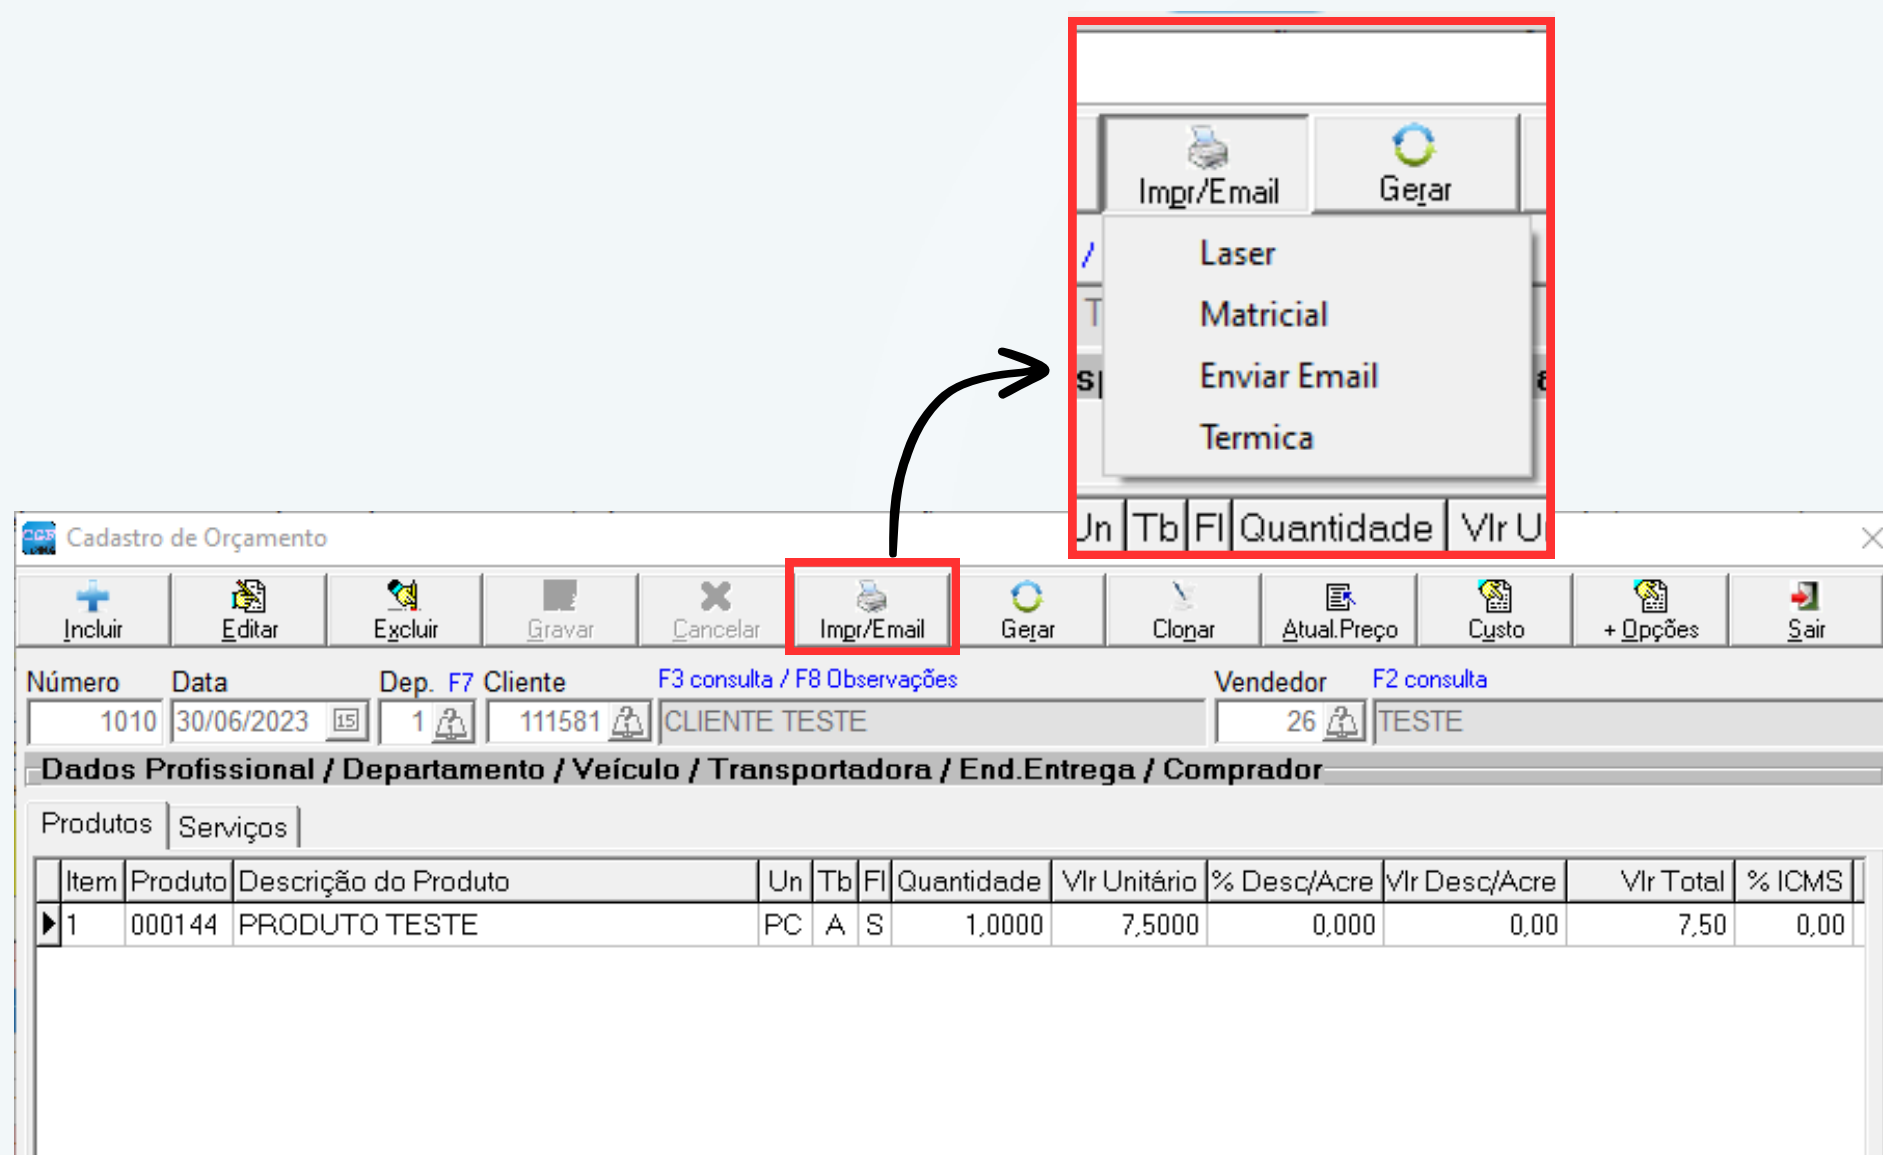 Impr/Email Gerar
/
Laser
T
Matricial
Enviar Email
Termica
Un Tb Fl Quantidade Vlr U
Cadastro de Orçamento
Incluir Editar Excluir Gravar Cancelar Impr/Email Gerar Clonar Atual.Preço Custo + Opções Sair
Número Data Dep. F7 Cliente F3 consulta / F8 Observações Vendedor F2 consulta
1010 30/06/2023 15 1 111581 CLIENTE TESTE 26 TESTE
Dados Profissional / Departamento / Veículo / Transportadora / End.Entrega / Comprador
Produtos Serviços
Item Produto Descrição do Produto Un Tb Fl Quantidade Vlr Unitário % Desc/Acre Vlr Desc/Acre Vlr Total % ICMS
1 000144 PRODUTO TESTE PC A S 1,0000 7,5000 0,000 0,00 7,50 0,00